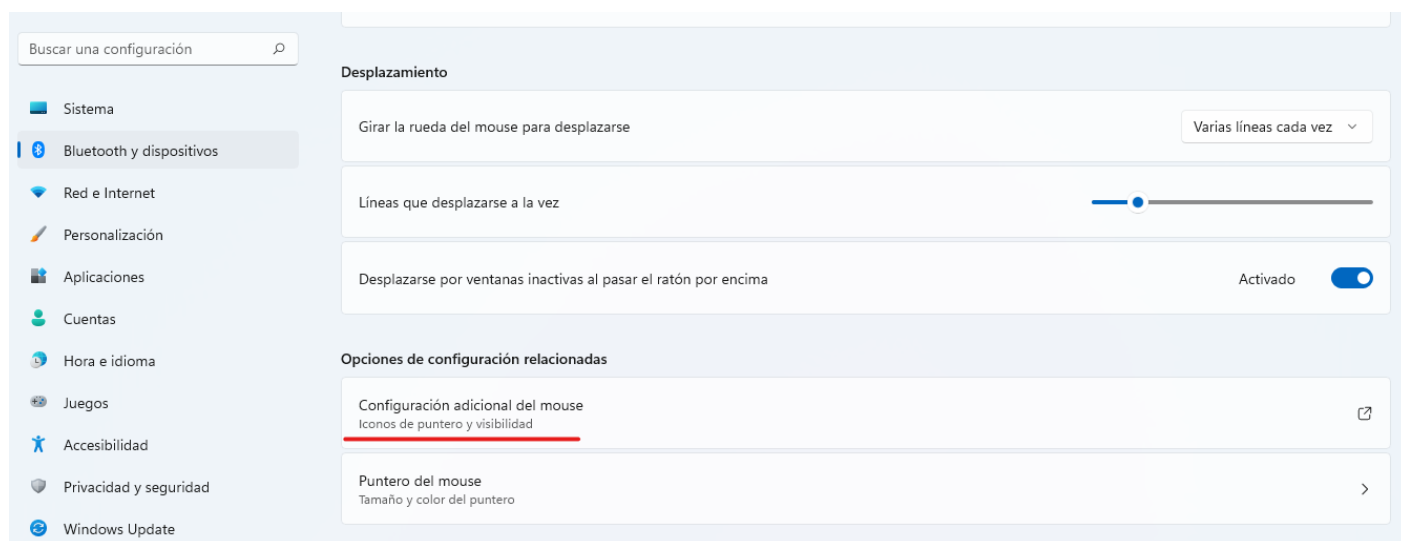 Buscar una configuración
Sistema
Bluetooth y dispositivos
Red e Internet
Personalización
Aplicaciones
Cuentas
Hora e idioma
Juegos
Accesibilidad
Privacidad y seguridad
Windows Update
Desplazamiento
Girar la rueda del mouse para desplazarse
Varias líneas cada vez
Líneas que desplazarse a la vez
Desplazarse por ventanas inactivas al pasar el ratón por encima
Activado
Opciones de configuración relacionadas
Configuración adicional del mouse
Iconos de puntero y visibilidad
Puntero del mouse
Tamaño y color del puntero